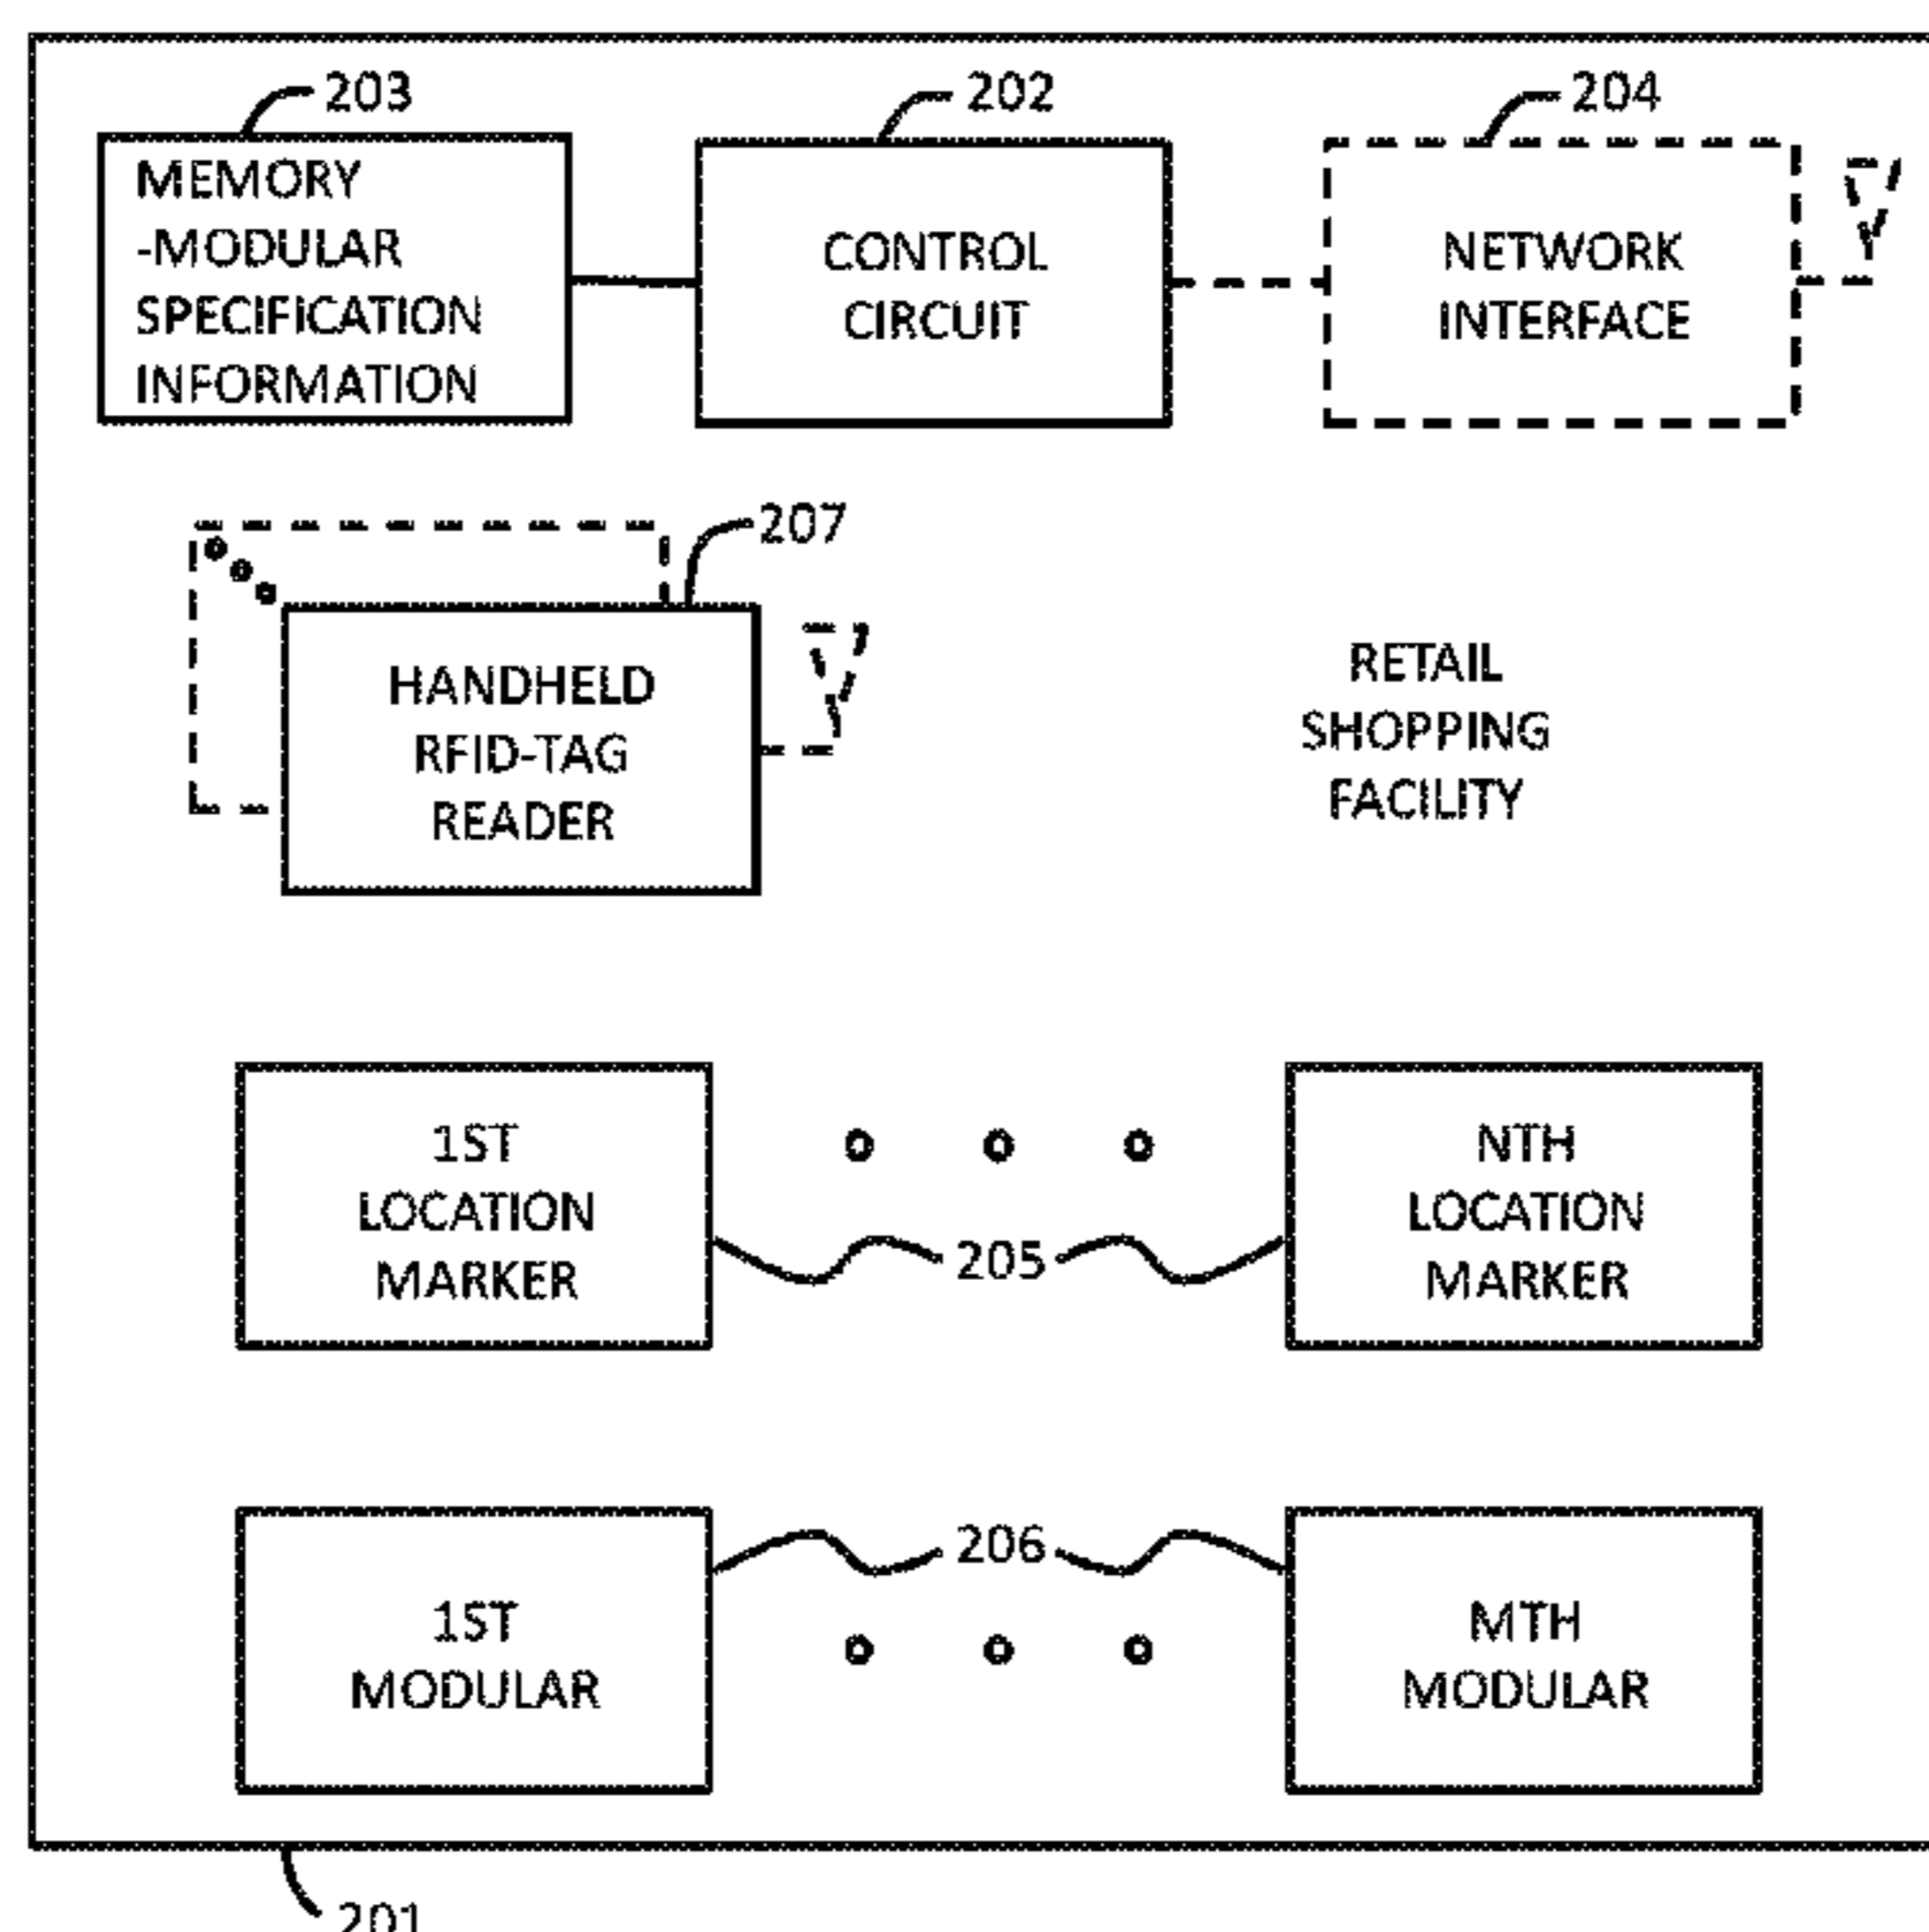 203
202
204
MEMORY
-MODULAR
SPECIFICATION
INFORMATION
CONTROL
CIRCUIT
NETWORK
INTERFACE
207
HANDHELD
RFID-TAG
READER
RETAIL
SHOPPING
FACILITY
1ST
LOCATION
MARKER
205
NTH
LOCATION
MARKER
206
1ST
MODULAR
MTH
MODULAR
201